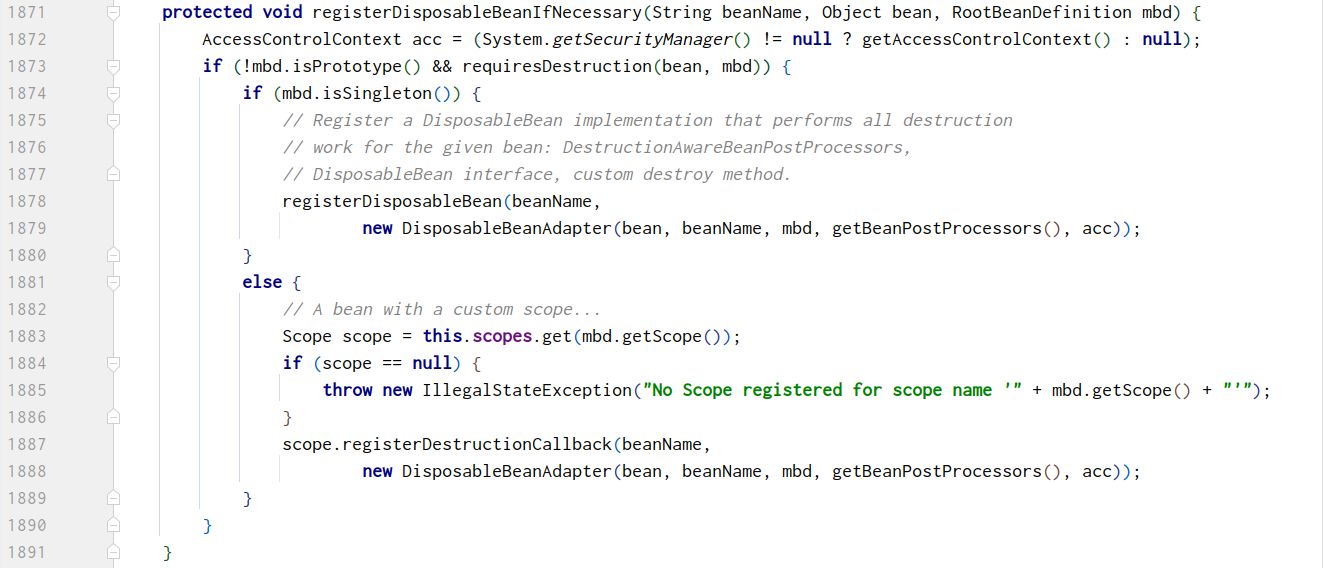 1871 protected void registerDisposableBeanIfNecessary(String beanName, Object bean, RootBeanDefinition mbd) {
1872 AccessControlContext acc = (System.getSecurityManager() != null ? getAccessControlContext() : null);
1873 if (!mbd.isPrototype() && requiresDestruction(bean, mbd)) {
1874 if (mbd.isSingleton()) {
1875 // Register a DisposableBean implementation that performs all destruction
1876 // work for the given bean: DestructionAwareBeanPostProcessors,
1877 // DisposableBean interface, custom destroy method.
1878 registerDisposableBean(beanName,
1879 new DisposableBeanAdapter(bean, beanName, mbd, getBeanPostProcessors(), acc));
1880 }
1881 else {
1882 // A bean with a custom scope...
1883 Scope scope = this.scopes.get(mbd.getScope());
1884 if (scope == null) {
1885 throw new IllegalStateException("No Scope registered for scope name '" + mbd.getScope() + "'");
1886 }
1887 scope.registerDestructionCallback(beanName,
1888 new DisposableBeanAdapter(bean, beanName, mbd, getBeanPostProcessors(), acc));
1889 }
1890 }
1891 }